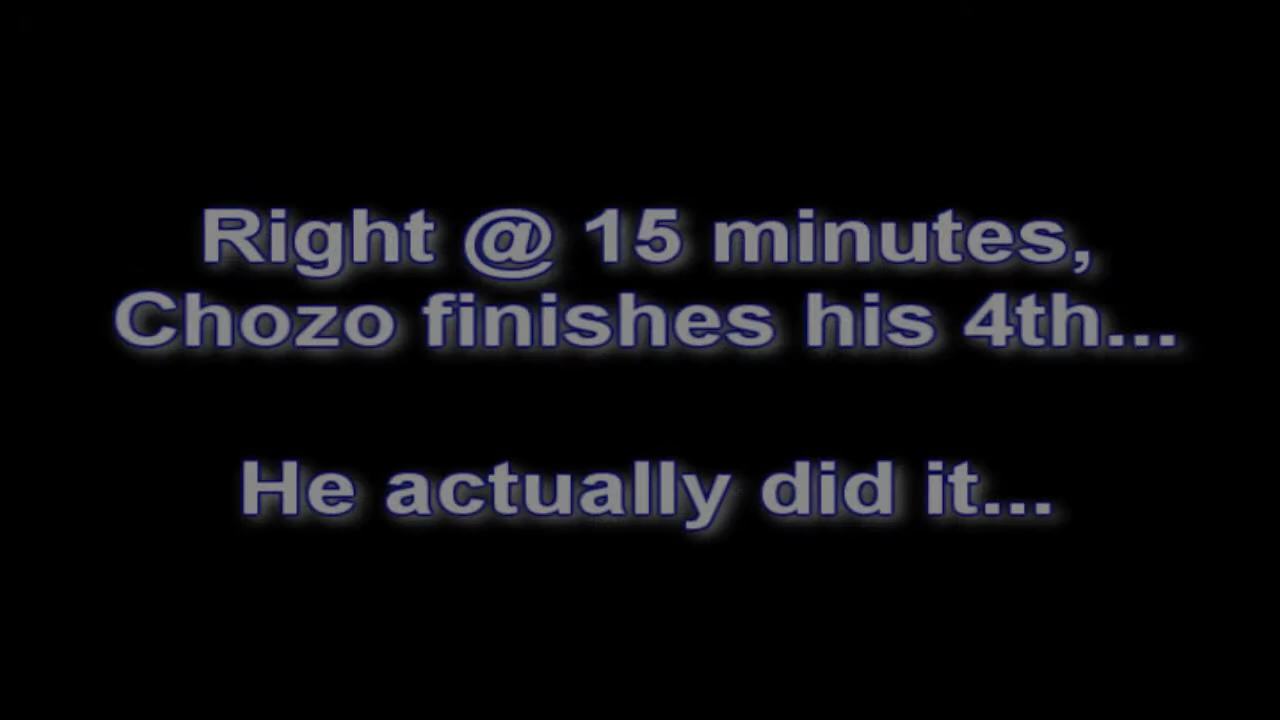 Right @ 15 minutes,
Chozo finishes his 4th...
He actually did it...